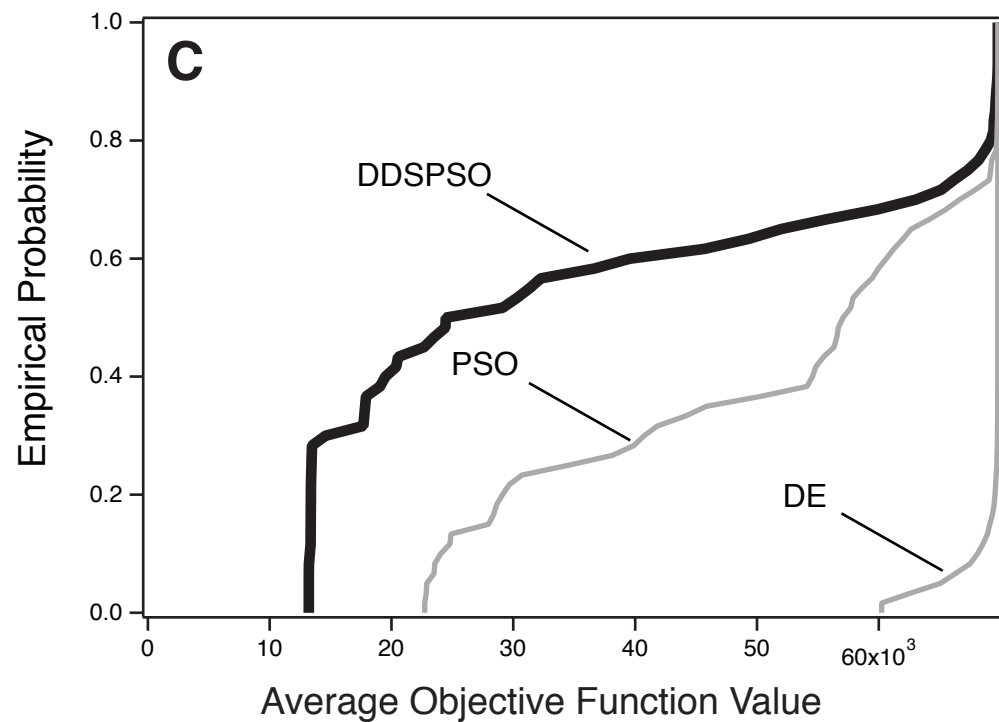 C
1.0
0.8
0.6
0.4
0.2
0.0
Empirical Probability
DDSPSO
PSO
DE
0 10 20 30 40 50 60x10³
Average Objective Function Value